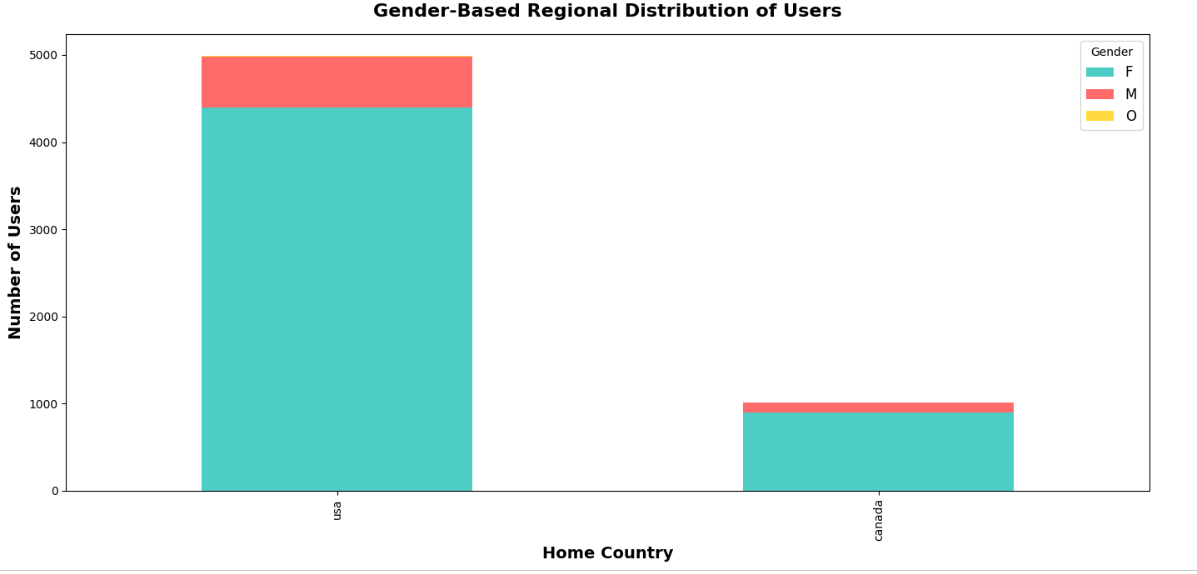 Gender-Based Regional Distribution of Users
Number of Users
5000
4000
3000
2000
1000
0
Gender
F
M
O
usa
canada
Home Country